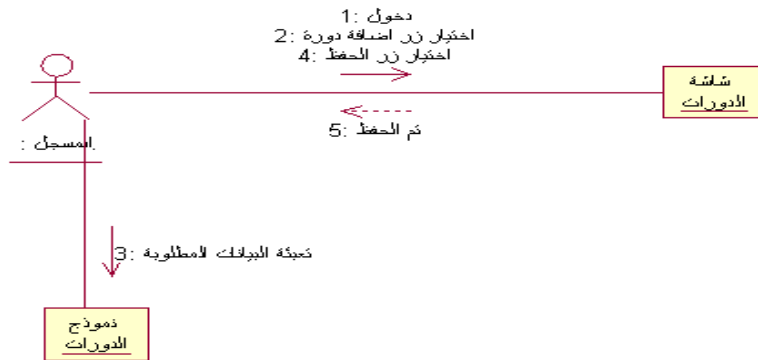 1: دخول
2: اختيار زر اضافة دورة
4: اختيار زر الحفظ
شاشة
الدورات
5: تم الحفظ
: المسجل
3: تعبئة البيانات المطلوبة
نموذج
الدورات